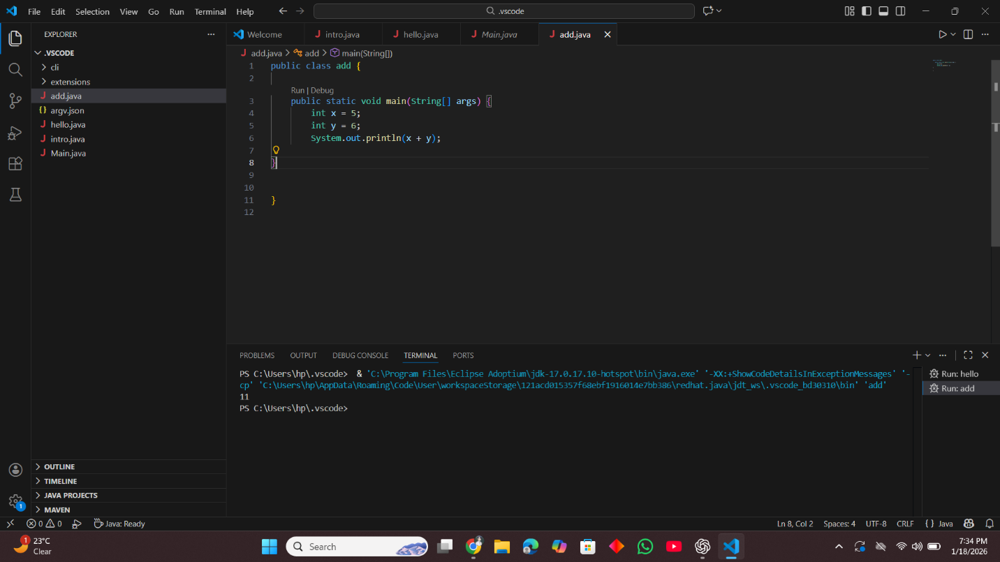 File Edit Selection View Go Run Terminal Help
.vscode
EXPLORER
.VSCODE
cli
extensions
add.java
argv.json
hello.java
intro.java
Main.java
OUTLINE
TIMELINE
JAVA PROJECTS
MAVEN
Welcome
intro.java
hello.java
Main.java
add.java
add.java > add > main(String[])
1 public class add {
2
Run | Debug
3 public static void main(String[] args) {
4 int x = 5;
5 int y = 6;
6 System.out.println(x + y);
7
8 }
9
10
11 }
12
PROBLEMS OUTPUT DEBUG CONSOLE TERMINAL PORTS
PS C:\Users\hp\.vscode>  & 'C:\Program Files\Eclipse Adoptium\jdk-17.0.17.10-hotspot\bin\java.exe' '-XX:+ShowCodeDetailsInExceptionMessages' '-
cp' 'C:\Users\hp\AppData\Roaming\Code\User\workspaceStorage\121acd015357f68ebf1916014e7bb386\redhat.java\jdt_ws\.vscode_bd30310\bin' 'add'
11
PS C:\Users\hp\.vscode>
Run: hello
Run: add
1
0 0 Java: Ready
Ln 8, Col 2 Spaces: 4 UTF-8 CRLF {} Java
1
23°C
Clear
Search
7:34 PM
1/18/2026